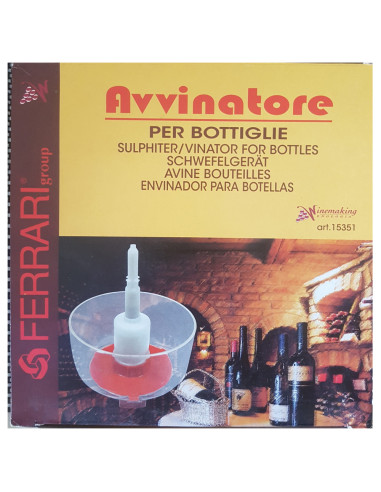 Avvinatore
PER BOTTIGLIE
SULPHITER/VINATOR FOR BOTTLES
SCHWEFELGERÄT
AVINE BOUTEILLES
ENVINADOR PARA BOTELLAS
Winemaking
art.15351
FERRARI® group